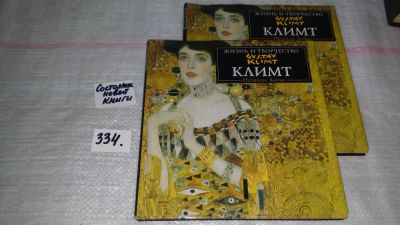 ЖИЗНЬ И ТВОРЧЕСТВО
GUSTAV
KLIMT
КЛИМТ
ЖИЗНЬ И ТВОРЧЕСТВО
GUSTAV
KLIMT
КЛИМТ
Состояние
новой
книги
334.